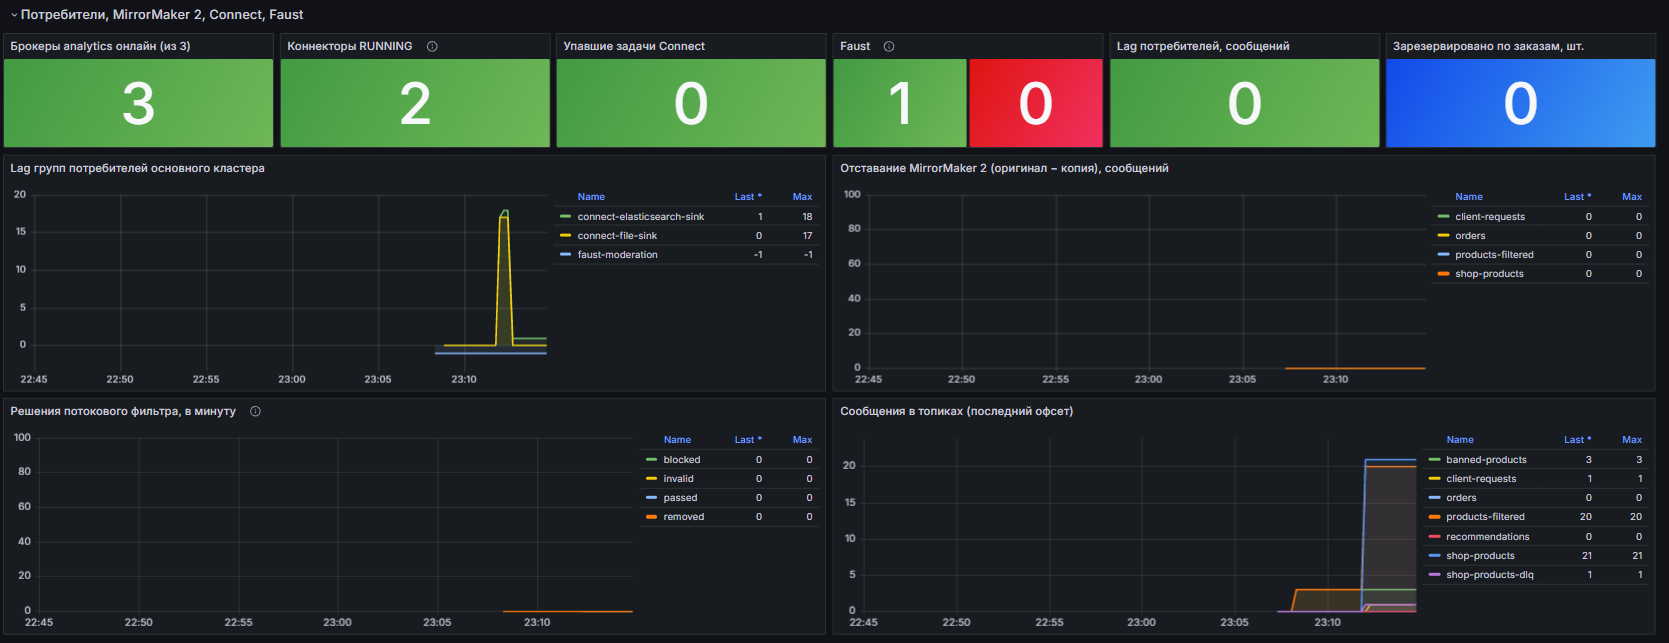 Потребители, MirrorMaker 2, Connect, Faust
Брокеры analytics онлайн (из 3)
3
Коннекторы RUNNING
2
Упавшие задачи Connect
0
Faust
1 0
Lag потребителей, сообщений
0
Зарезервировано по заказам, шт.
0
Lag групп потребителей основного кластера
20
15
10
5
0
22:45 22:50 22:55 23:00 23:05 23:10
Name Last * Max
connect-elasticsearch-sink 1 18
connect-file-sink 0 17
faust-moderation -1 -1
Отставание MirrorMaker 2 (оригинал − копия), сообщений
100
80
60
40
20
0
22:45 22:50 22:55 23:00 23:05 23:10
Name Last * Max
client-requests 0 0
orders 0 0
products-filtered 0 0
shop-products 0 0
Решения потокового фильтра, в минуту
100
80
60
40
20
0
22:45 22:50 22:55 23:00 23:05 23:10
Name Last * Max
blocked 0 0
invalid 0 0
passed 0 0
removed 0 0
Сообщения в топиках (последний офсет)
20
15
10
5
0
22:45 22:50 22:55 23:00 23:05 23:10
Name Last * Max
banned-products 3 3
client-requests 1 1
orders 0 0
products-filtered 20 20
recommendations 0 0
shop-products 21 21
shop-products-dlq 1 1